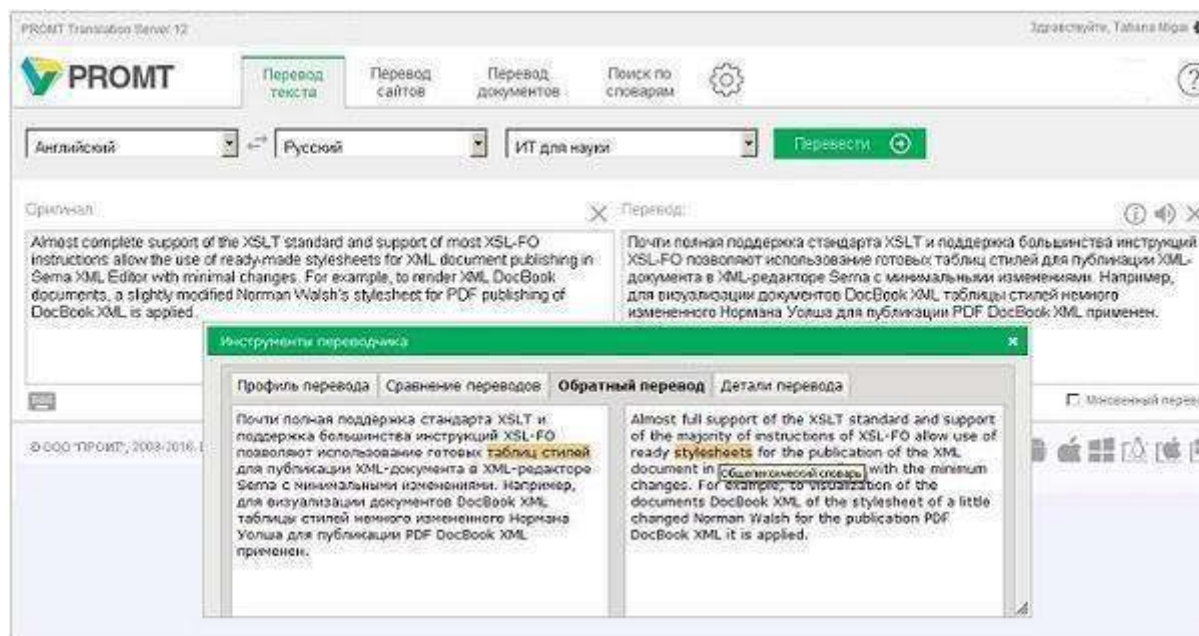 PROMT Translation Server 12
Здравствуйте, Tatiana Migal
PROMT
Перевод текста
Перевод сайтов
Перевод документов
Поиск по словарям
Английский
Русский
ИТ для науки
Перевести
Оригинал:
Almost complete support of the XSLT standard and support of most XSL-FO
instructions allow the use of ready-made stylesheets for XML document publishing in
Serna XML Editor with minimal changes. For example, to render XML DocBook
documents, a slightly modified Norman Walsh's stylesheet for PDF publishing of
DocBook XML is applied.
Перевод:
Почти полная поддержка стандарта XSLT и поддержка большинства инструкций
XSL-FO позволяют использование готовых таблиц стилей для публикации XML-
документа в XML-редакторе Serna с минимальными изменениями. Например,
для визуализации документов DocBook XML таблицы стилей немного
измененного Нормана Уолша для публикации PDF DocBook XML применен.
Инструменты переводчика
Профиль перевода
Сравнение переводов
Обратный перевод
Детали перевода
Почти полная поддержка стандарта XSLT и
поддержка большинства инструкций XSL-FO
позволяют использование готовых таблиц стилей
для публикации XML-документа в XML-редакторе
Serna с минимальными изменениями. Например,
для визуализации документов DocBook XML
таблицы стилей немного измененного Нормана
Уолша для публикации PDF DocBook XML
применен.
Almost full support of the XSLT standard and support
of the majority of instructions of XSL-FO allow use of
ready stylesheets for the publication of the XML
document in
Общелексический словарь
with the minimum
changes. For example, to visualization of the
documents DocBook XML of the stylesheet of a little
changed Norman Walsh for the publication PDF
DocBook XML it is applied.
Мгновенный
© ООО "ПРОМТ", 2003-2016.